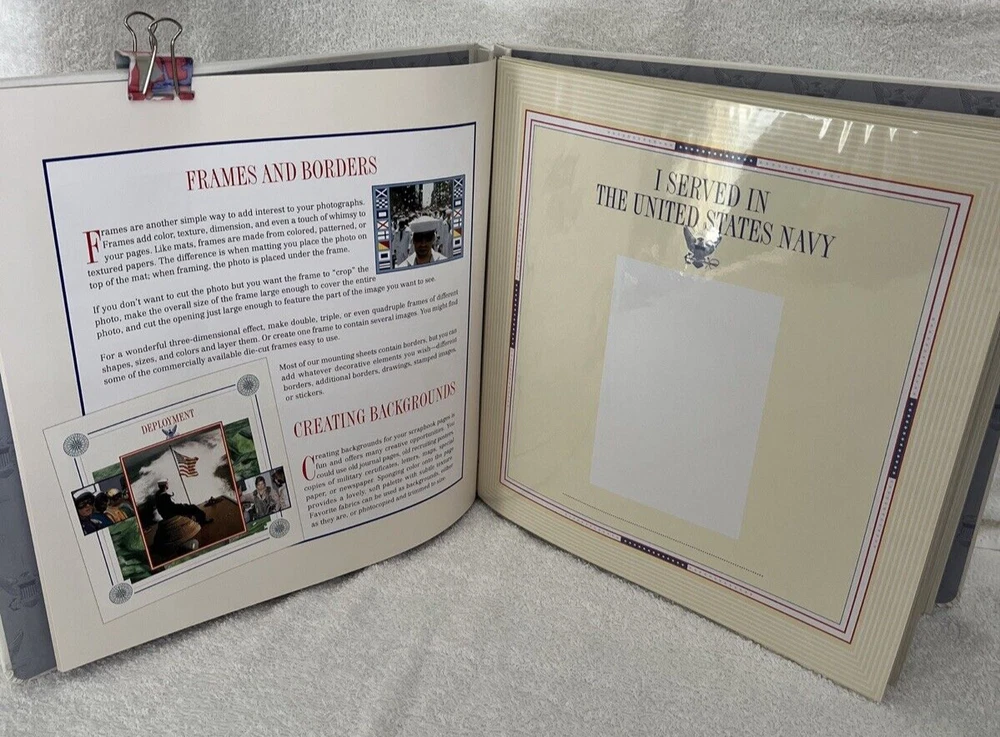 FRAMES AND BORDERS
Frames are another simple way to add interest to your photographs.
Frames add color, texture, dimension, and even a touch of whimsy to
your pages. Like mats, frames are made from colored, patterned, or
textured papers. The difference is when matting you place the photo on
top of the mat; when framing, the photo is placed under the frame.
If you don't want to cut the photo but you want the frame to "crop" the
photo, make the overall size of the frame large enough to cover the entire
photo, and cut the opening just large enough to feature the part of the image you want to see.
For a wonderful three-dimensional effect, make double, triple, or even quadruple frames of different
shapes, sizes, and colors and layer them. Or create one frame to contain several images. You might find
some of the commercially available die-cut frames easy to use.
Most of our mounting sheets contain borders, but you can
add whatever decorative elements you wish—different
borders, additional borders, drawings, stamped images,
or stickers.
DEPLOYMENT
CREATING BACKGROUNDS
Creating backgrounds for your scrapbook pages is
fun and offers many creative opportunities. You
could use old journal pages, old recruiting posters,
copies of military certificates, letters, maps, special
paper, or newspaper. Sponging color onto the page
provides a lovely, soft palette with subtle texture.
Favorite fabrics can be used as backgrounds, either
as they are, or photocopied and trimmed to size.
I SERVED IN
THE UNITED STATES NAVY